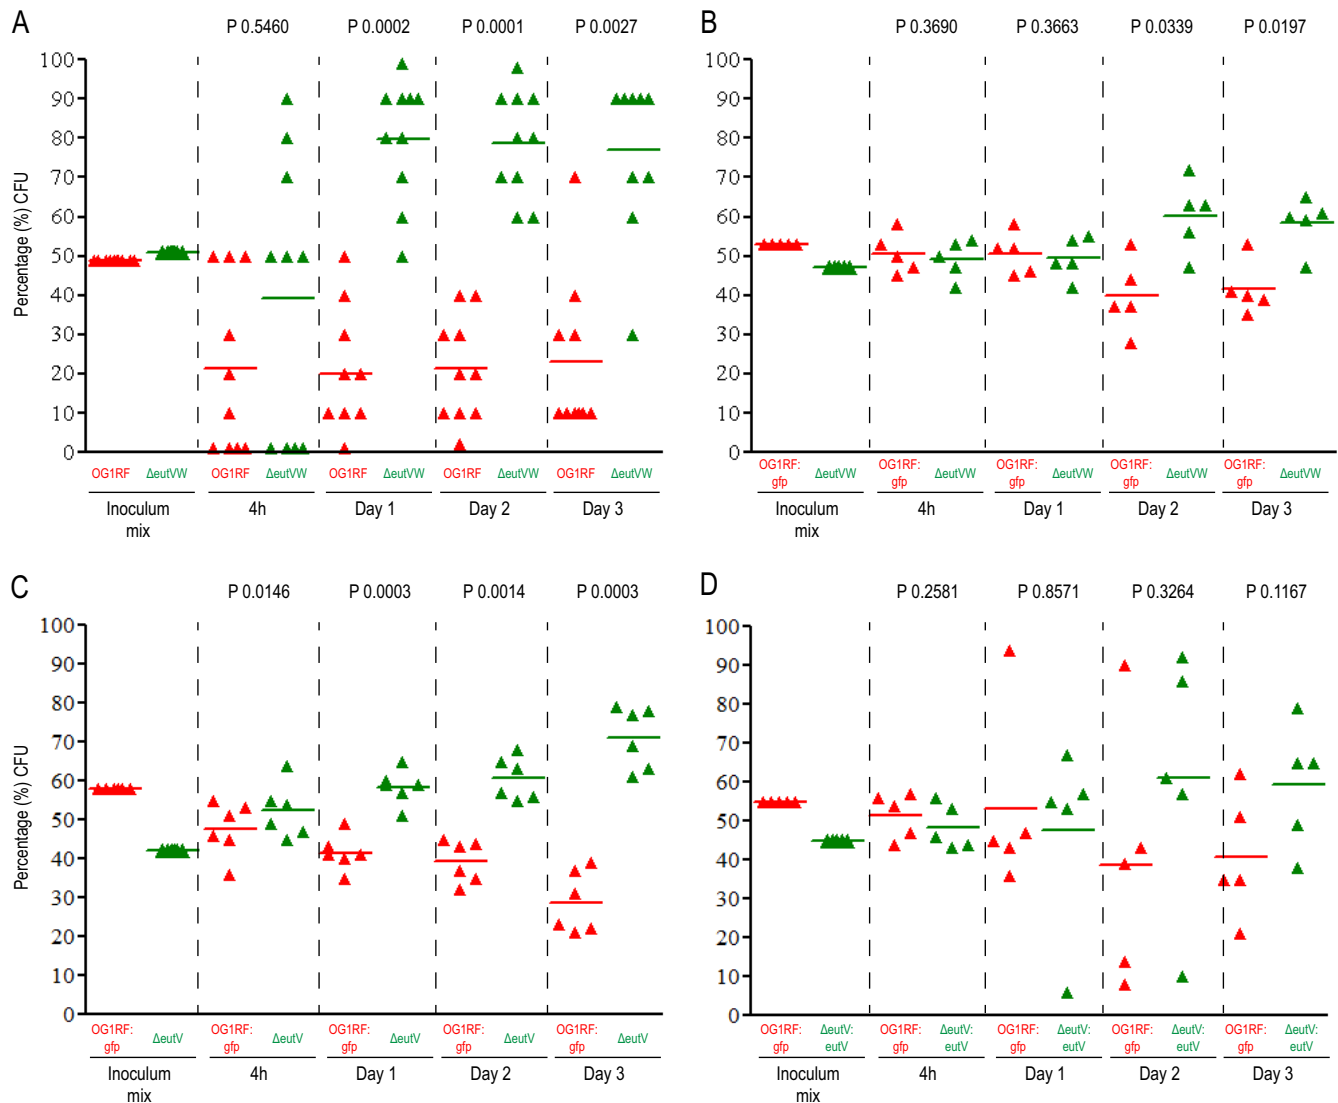 A
P 0.5460 P 0.0002 P 0.0001 P 0.0027
100
90
80
70
60
50
40
30
20
10
0
Percentage (%) CFU
OG1RF ΔeutVW OG1RF ΔeutVW OG1RF ΔeutVW OG1RF ΔeutVW OG1RF ΔeutVW
Inoculum mix 4h Day 1 Day 2 Day 3
B
P 0.3690 P 0.3663 P 0.0339 P 0.0197
100
90
80
70
60
50
40
30
20
10
0
OG1RF: gfp ΔeutVW OG1RF: gfp ΔeutVW OG1RF: gfp ΔeutVW OG1RF: gfp ΔeutVW OG1RF: gfp ΔeutVW
Inoculum mix 4h Day 1 Day 2 Day 3
C
P 0.0146 P 0.0003 P 0.0014 P 0.0003
100
90
80
70
60
50
40
30
20
10
0
Percentage (%) CFU
OG1RF: gfp ΔeutV OG1RF: gfp ΔeutV OG1RF: gfp ΔeutV OG1RF: gfp ΔeutV OG1RF: gfp ΔeutV
Inoculum mix 4h Day 1 Day 2 Day 3
D
P 0.2581 P 0.8571 P 0.3264 P 0.1167
100
90
80
70
60
50
40
30
20
10
0
OG1RF: gfp ΔeutV: eutV OG1RF: gfp ΔeutV: eutV OG1RF: gfp ΔeutV: eutV OG1RF: gfp ΔeutV: eutV OG1RF: gfp ΔeutV: eutV
Inoculum mix 4h Day 1 Day 2 Day 3